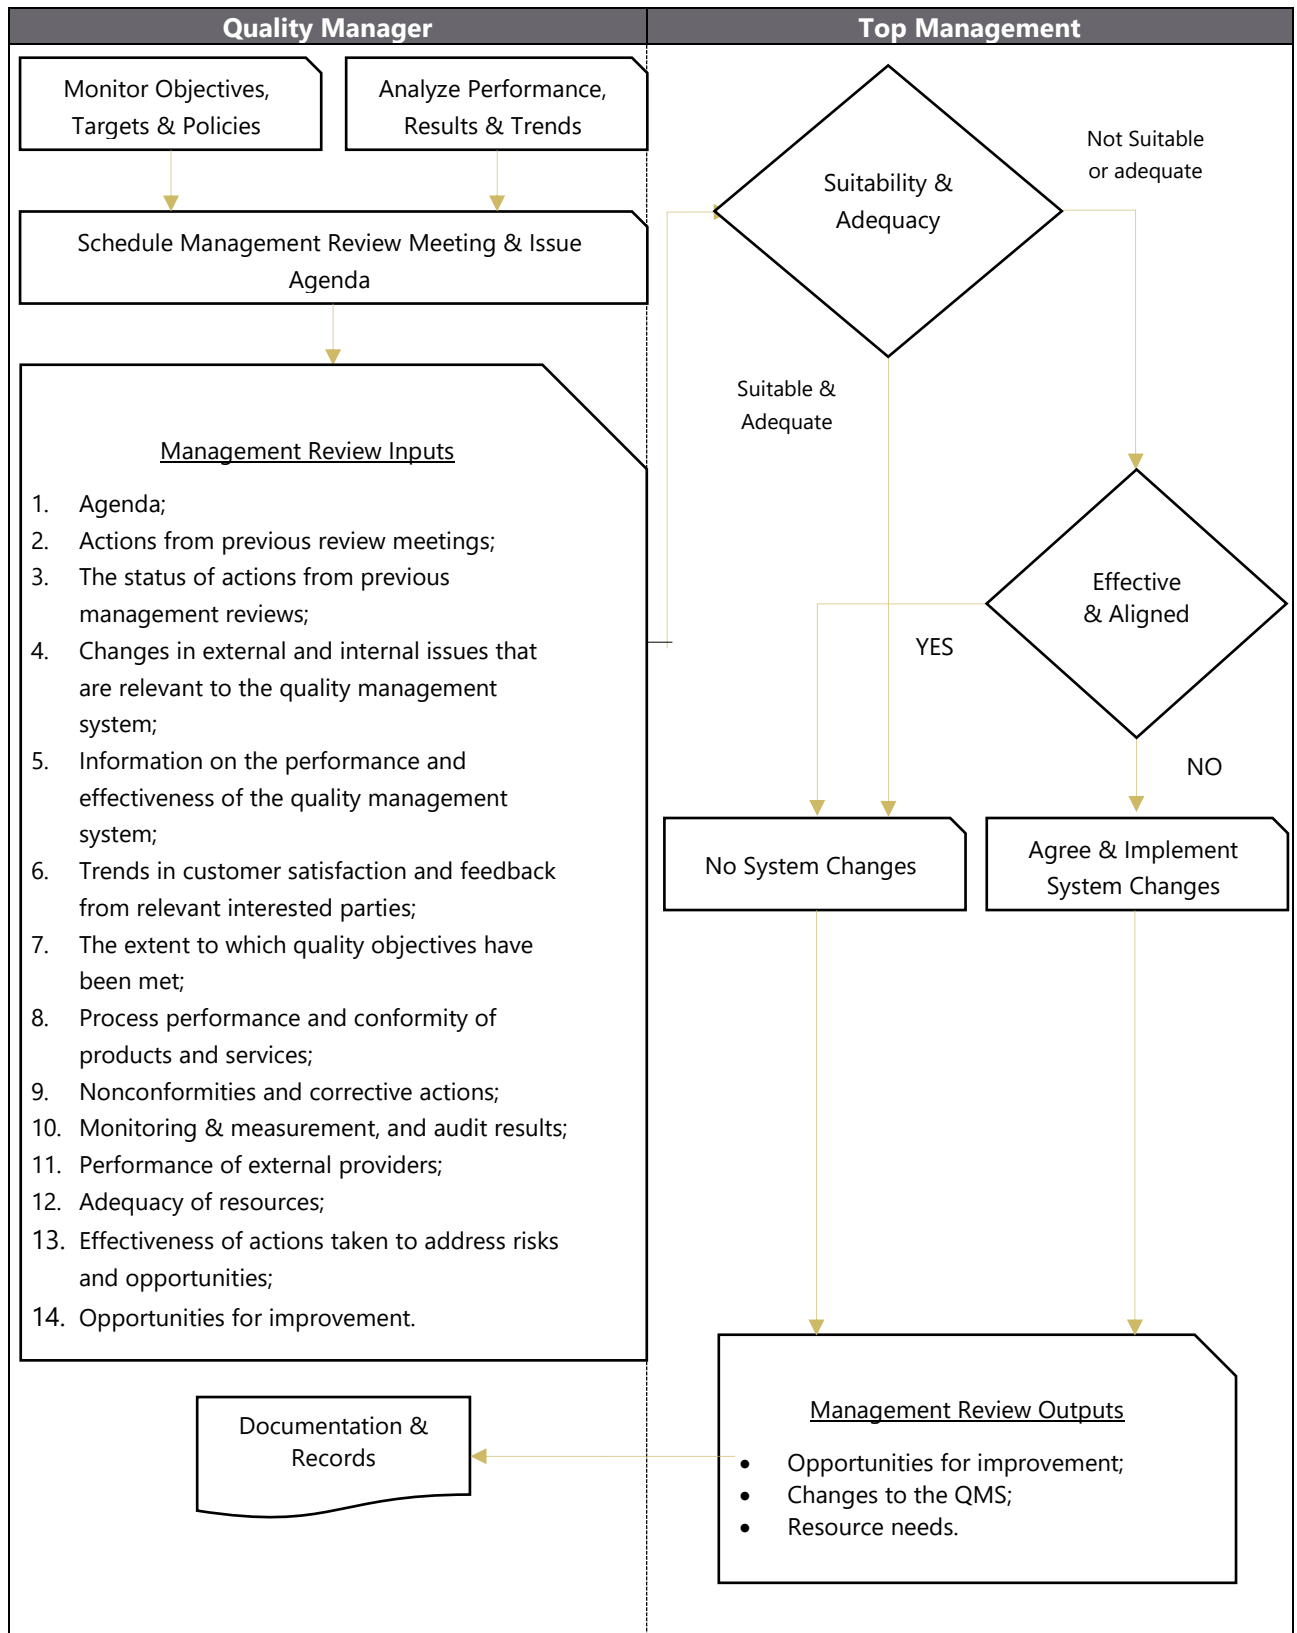 Quality Manager
Top Management
Monitor Objectives,
Targets & Policies
Analyze Performance,
Results & Trends
Schedule Management Review Meeting & Issue
Agenda
Management Review Inputs
1. Agenda;
2. Actions from previous review meetings;
3. The status of actions from previous
management reviews;
4. Changes in external and internal issues that
are relevant to the quality management
system;
5. Information on the performance and
effectiveness of the quality management
system;
6. Trends in customer satisfaction and feedback
from relevant interested parties;
7. The extent to which quality objectives have
been met;
8. Process performance and conformity of
products and services;
9. Nonconformities and corrective actions;
10. Monitoring & measurement, and audit results;
11. Performance of external providers;
12. Adequacy of resources;
13. Effectiveness of actions taken to address risks
and opportunities;
14. Opportunities for improvement.
Documentation &
Records
Suitability &
Adequacy
Not Suitable
or adequate
Suitable &
Adequate
Effective
& Aligned
YES
NO
No System Changes
Agree & Implement
System Changes
Management Review Outputs
• Opportunities for improvement;
• Changes to the QMS;
• Resource needs.